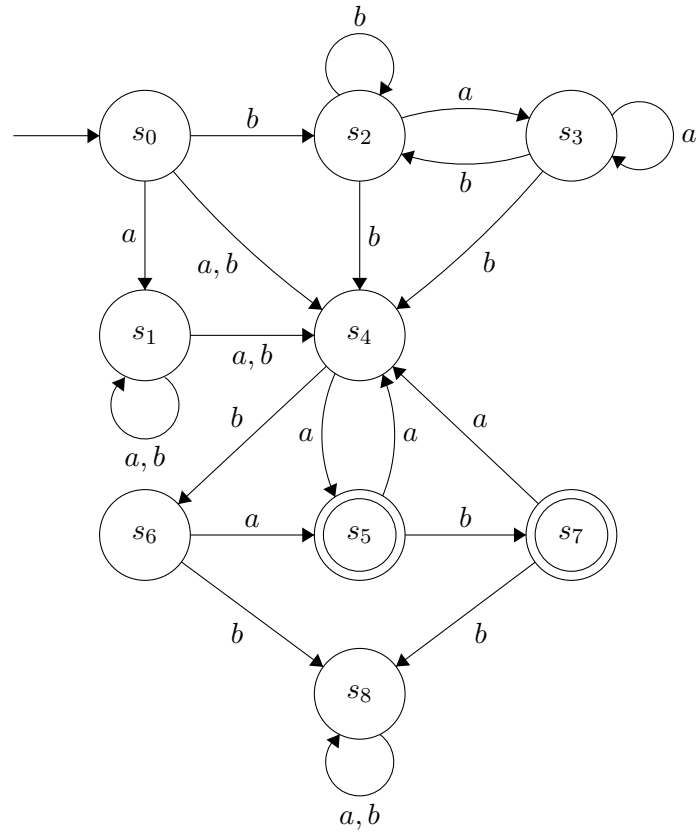 b
s0 b s2 a s3 a
b
a a, b b b
s1 a, b s4
a, b b a a a
s6 a s5 b s7
b b
s8
a, b